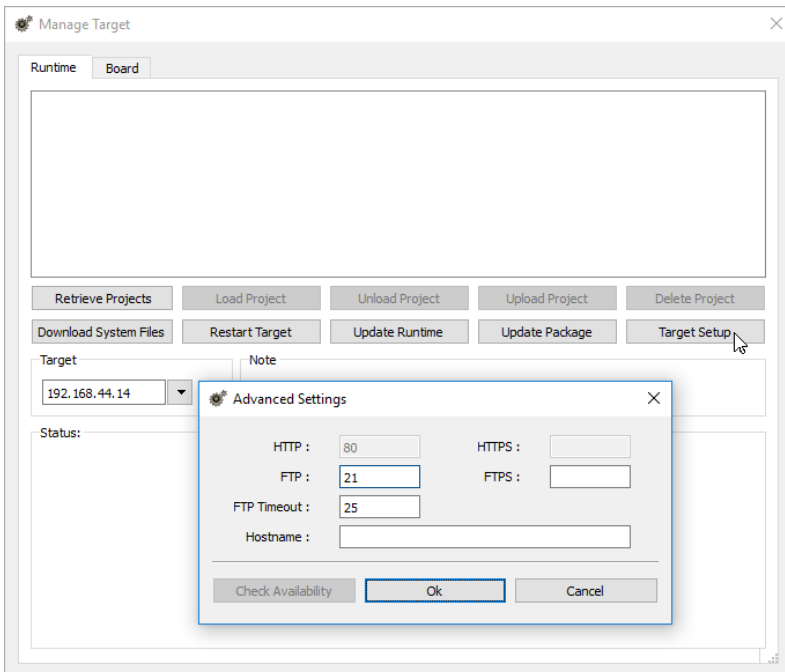 Manage Target
Runtime Board
Retrieve Projects Load Project Unload Project Upload Project Delete Project
Download System Files Restart Target Update Runtime Update Package Target Setup
Target Note
192.168.44.14
Advanced Settings
Status:
HTTP : 80 HTTPS :
FTP : 21 FTPS :
FTP Timeout : 25
Hostname :
Check Availability Ok Cancel